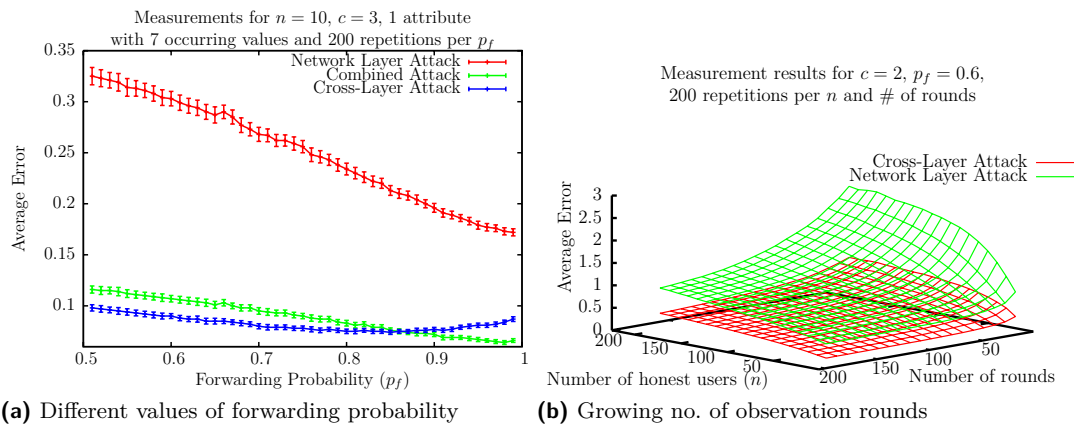 Measurements for n = 10, c = 3, 1 attribute
with 7 occurring values and 200 repetitions per p_f
0.35
0.3
0.25
0.2
0.15
0.1
Average Error
Network Layer Attack
Combined Attack
Cross-Layer Attack
0.5 0.6 0.7 0.8 0.9 1
Forwarding Probability (p_f)
(a) Different values of forwarding probability
Measurement results for c = 2, p_f = 0.6,
200 repetitions per n and # of rounds
Cross-Layer Attack
Network Layer Attack
3
2.5
2
1.5
1
0.5
0
Average Error
200 150 100 50
Number of honest users (n)
200 150 100 50
Number of rounds
(b) Growing no. of observation rounds